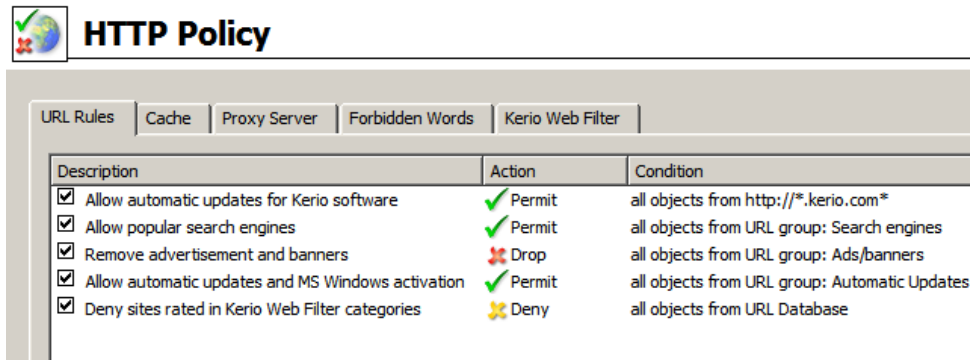 HTTP Policy
URL Rules Cache Proxy Server Forbidden Words Kerio Web Filter
Description Action Condition
Allow automatic updates for Kerio software Permit all objects from http://*.kerio.com*
Allow popular search engines Permit all objects from URL group: Search engines
Remove advertisement and banners Drop all objects from URL group: Ads/banners
Allow automatic updates and MS Windows activation Permit all objects from URL group: Automatic Updates
Deny sites rated in Kerio Web Filter categories Deny all objects from URL Database